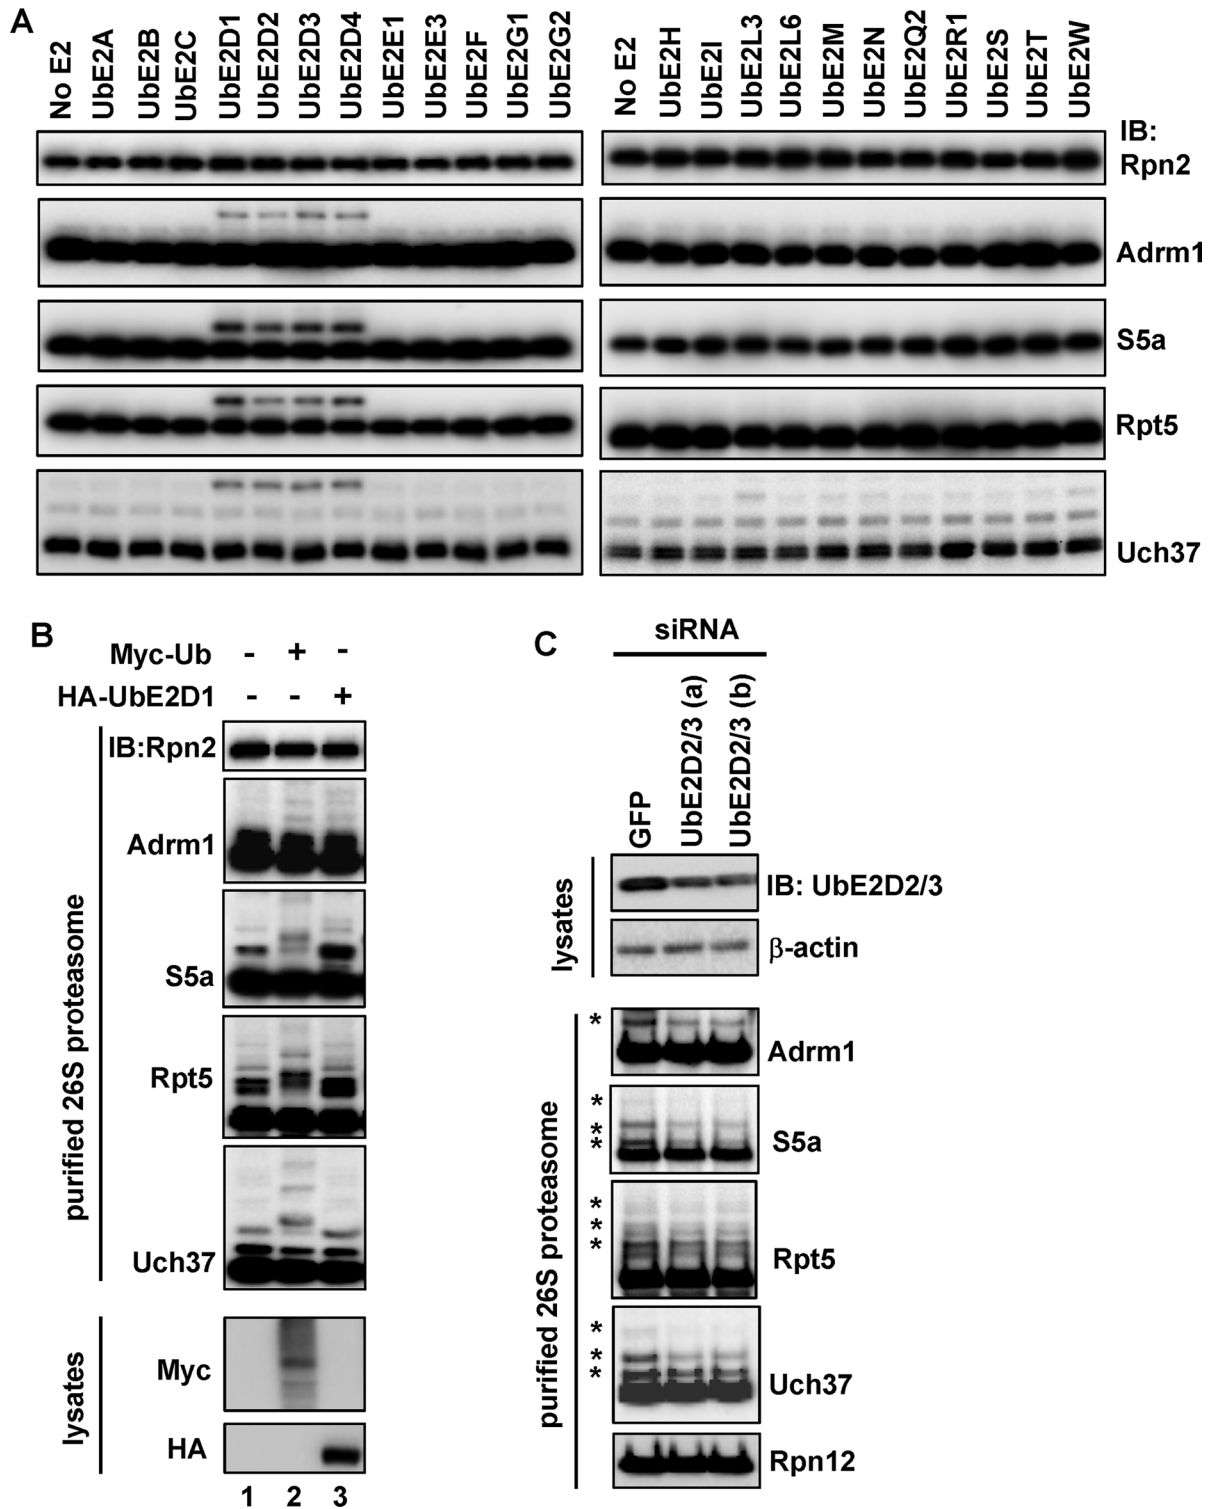 A
No E2
UbE2A
UbE2B
UbE2C
UbE2D1
UbE2D2
UbE2D3
UbE2D4
UbE2E1
UbE2E3
UbE2F
UbE2G1
UbE2G2
No E2
UbE2H
UbE2I
UbE2L3
UbE2L6
UbE2M
UbE2N
UbE2Q2
UbE2R1
UbE2S
UbE2T
UbE2W
IB:
Rpn2
Adrm1
S5a
Rpt5
Uch37
B
Myc-Ub - + -
HA-UbE2D1 - - +
purified 26S proteasome
IB:Rpn2
Adrm1
S5a
Rpt5
Uch37
lysates
Myc
HA
1 2 3
C
siRNA
GFP
UbE2D2/3 (a)
UbE2D2/3 (b)
lysates
IB: UbE2D2/3
β-actin
purified 26S proteasome
* Adrm1
*
*
* S5a
*
*
* Rpt5
*
*
* Uch37
Rpn12